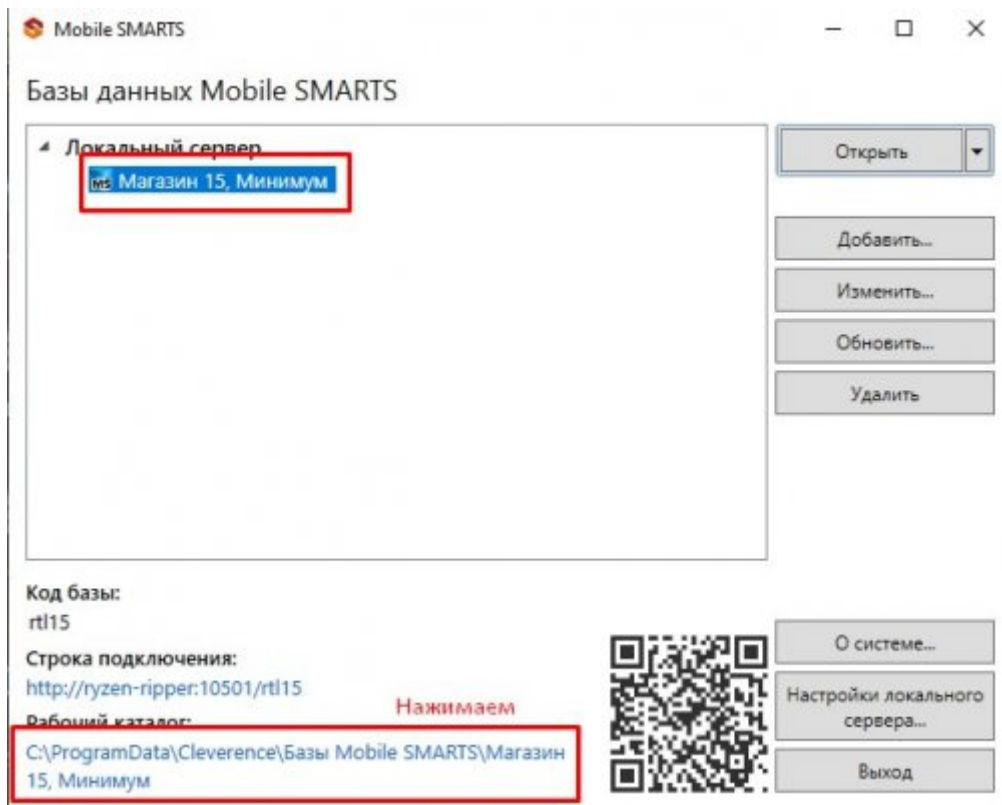 Mobile SMARTS
Базы данных Mobile SMARTS
Локальный сервер
Магазин 15, Минимум
Открыть
Добавить...
Изменить...
Обновить...
Удалить
Код базы:
rtl15
Строка подключения:
http://ryzen-ripper:10501/rtl15
Нажимаем
Рабочий каталог:
C:\ProgramData\Cleverence\Базы Mobile SMARTS\Магазин
15, Минимум
О системе...
Настройки локального
сервера...
Выход